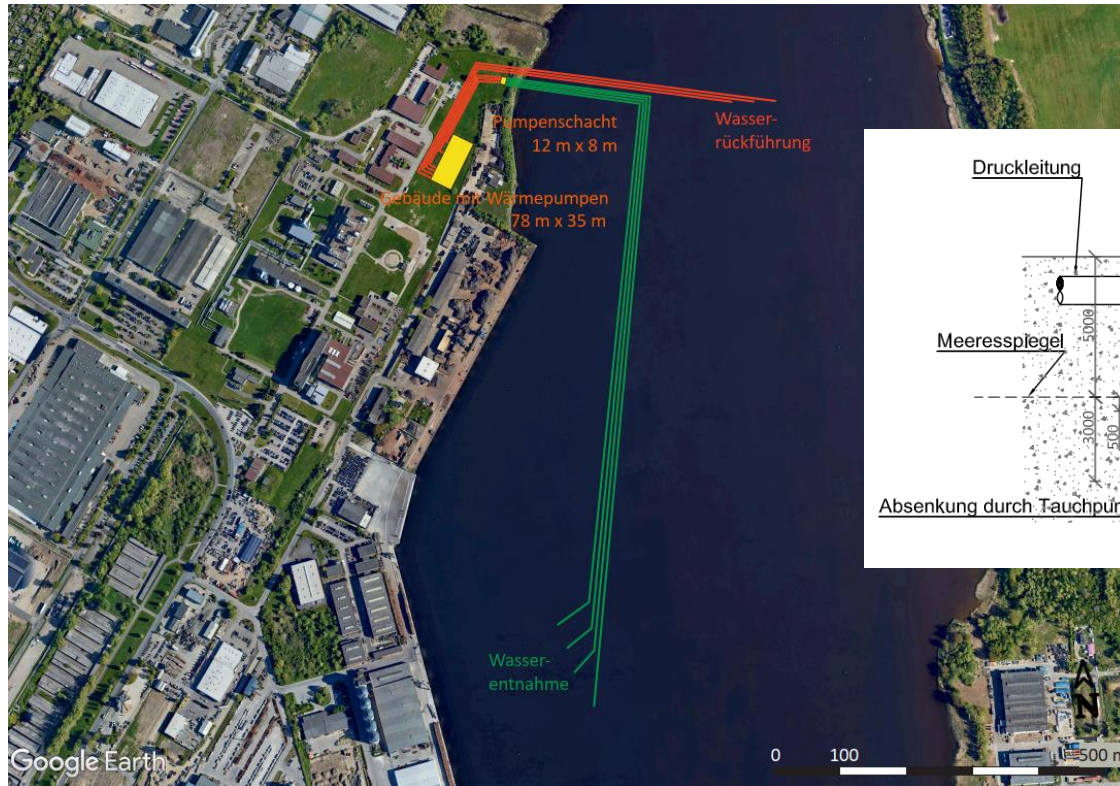 Pumpenschacht
12 m x 8 m
Wasser-
rückführung
Gebäude mit Wärmepumpen
78 m x 35 m
Wasser-
entnahme
Druckleitung
5000
Meeresspiegel
3000
500
Absenkung durch Tauchpur
N
0 100 500 m
Google Earth